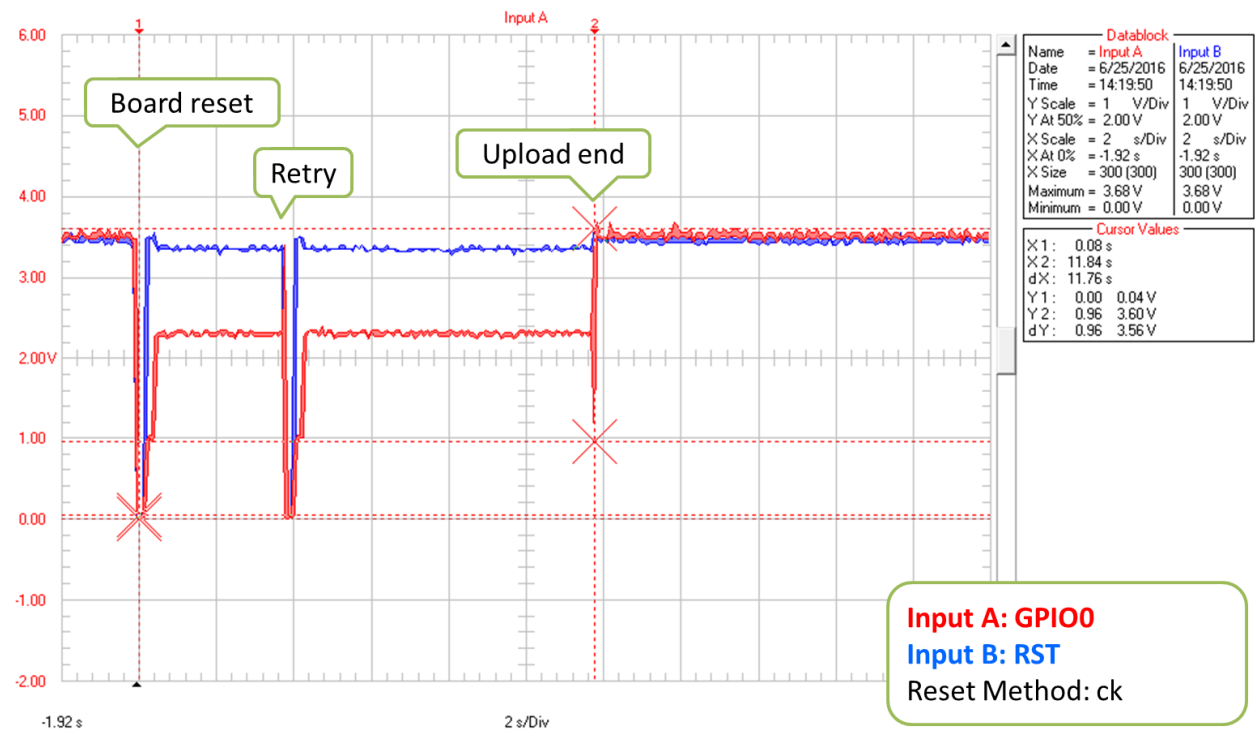 Input A
1
2
6.00
5.00
4.00
3.00
2.00V
1.00
0.00
-1.00
-2.00
Board reset
Retry
Upload end
-1.92 s
2 s/Div
Datablock
Name = Input A Input B
Date = 6/25/2016 6/25/2016
Time = 14:19:50 14:19:50
Y Scale = 1 V/Div 1 V/Div
Y At 50% = 2.00 V 2.00 V
X Scale = 2 s/Div 2 s/Div
X At 0% = -1.92 s -1.92 s
X Size = 300 (300) 300 (300)
Maximum = 3.68 V 3.68 V
Minimum = 0.00 V 0.00 V
Cursor Values
X1: 0.08 s
X2: 11.84 s
dX: 11.76 s
Y1: 0.00 0.04 V
Y2: 0.96 3.60 V
dY: 0.96 3.56 V
Input A: GPIO0
Input B: RST
Reset Method: ck